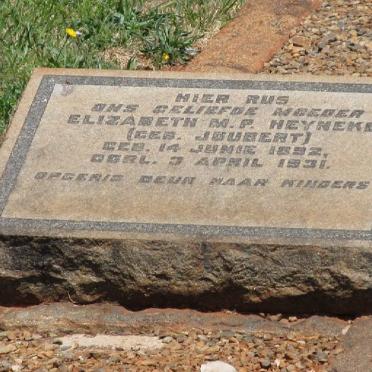 HIER RUS
ONS GELIEFDE MOEDER
ELIZABETH M.P. HEYNEKE
(GEB. JOUBERT)
GEB. 14 JUNIE 1892.
OORL. 3 APRIL 1931.
OPGERIG DEUR HAAR KINDERS